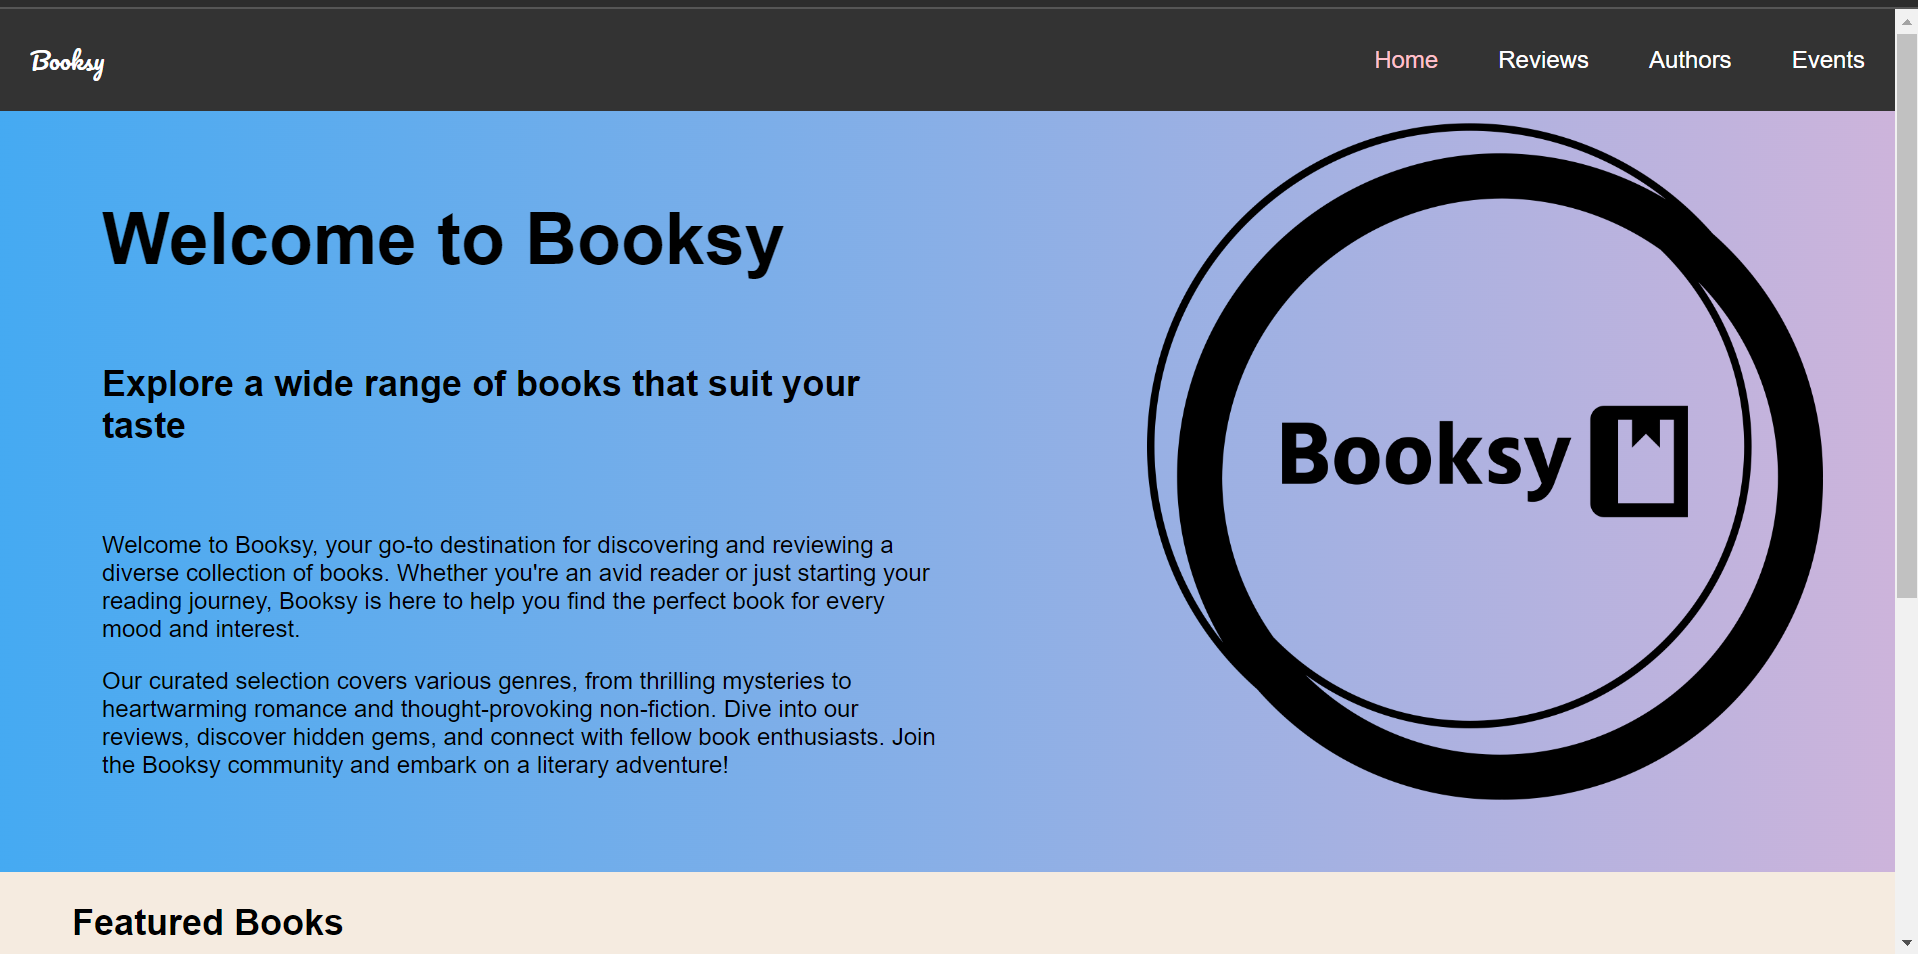 Booksy
Home Reviews Authors Events
Welcome to Booksy
Explore a wide range of books that suit your
taste
Booksy
Welcome to Booksy, your go-to destination for discovering and reviewing a
diverse collection of books. Whether you're an avid reader or just starting your
reading journey, Booksy is here to help you find the perfect book for every
mood and interest.
Our curated selection covers various genres, from thrilling mysteries to
heartwarming romance and thought-provoking non-fiction. Dive into our
reviews, discover hidden gems, and connect with fellow book enthusiasts. Join
the Booksy community and embark on a literary adventure!
Featured Books